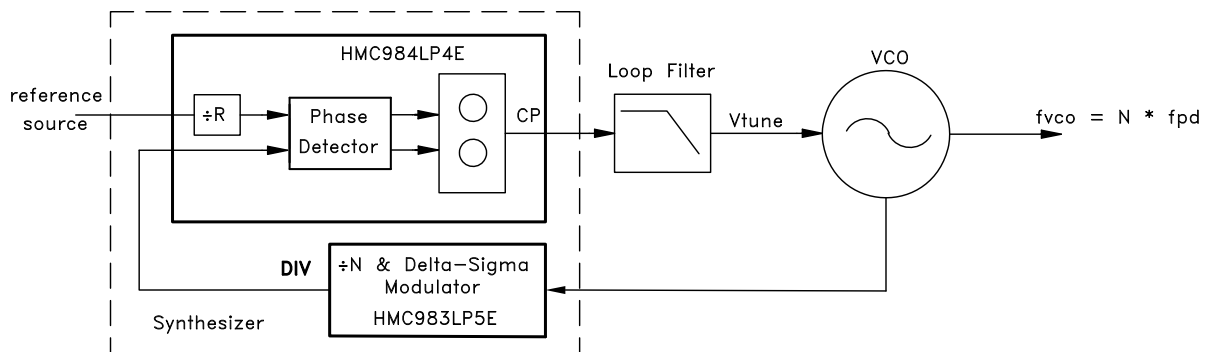 HMC984LP4E
reference
source
÷R
Phase
Detector
CP
Loop Filter
Vtune
VCO
fvco = N * fpd
DIV
÷N & Delta-Sigma
Modulator
HMC983LP5E
Synthesizer